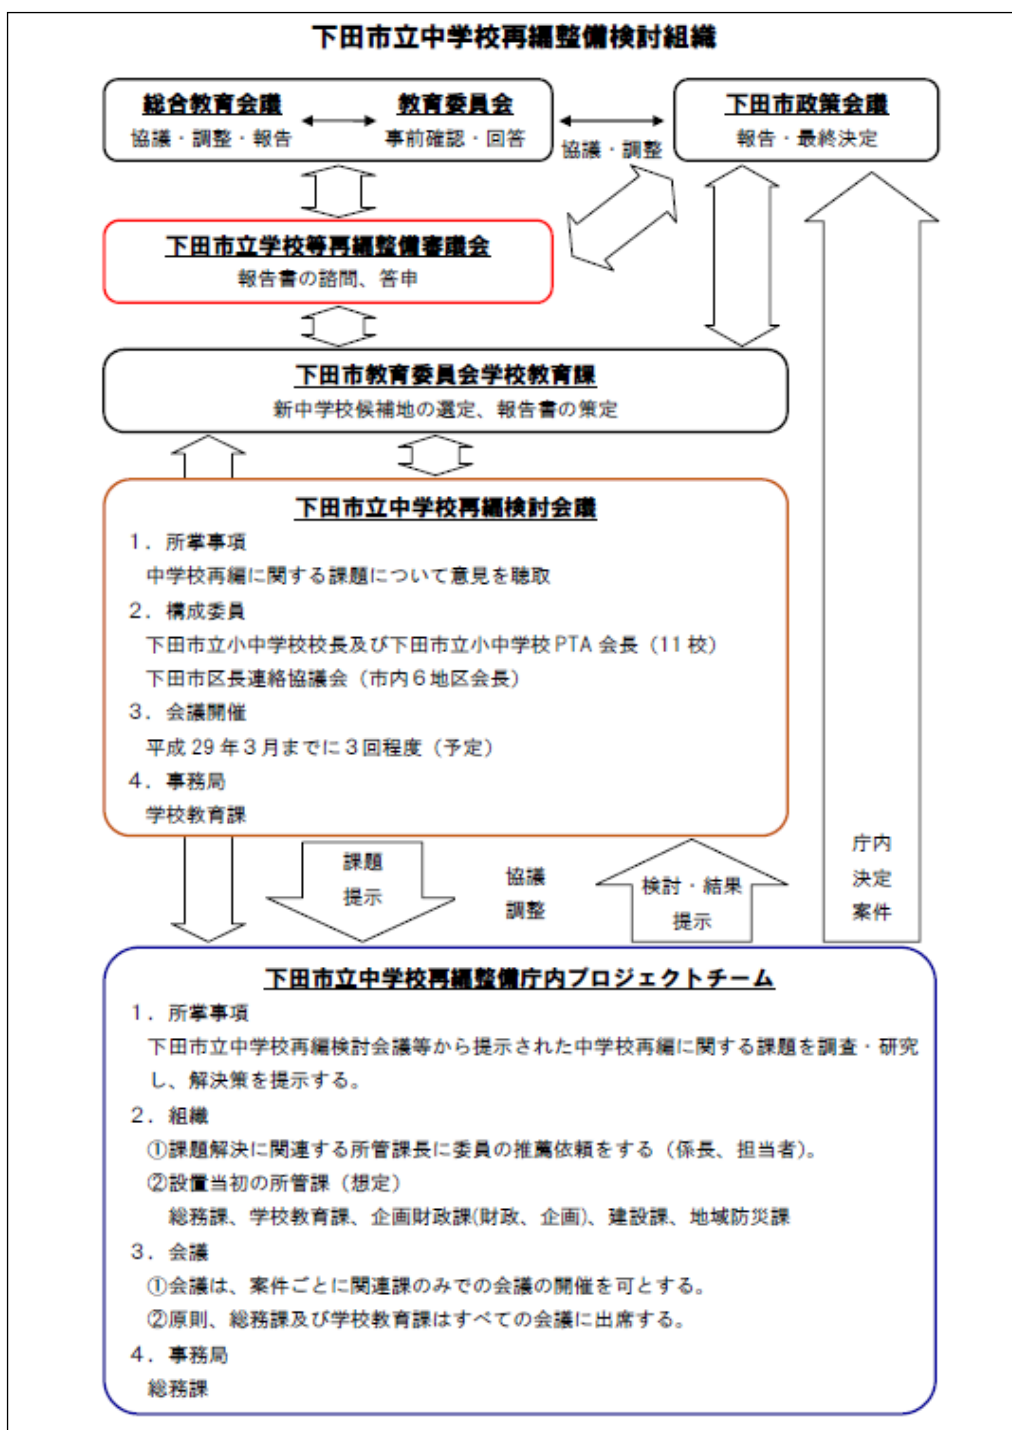 下田市立中学校再編整備検討組織
総合教育会議
協議・調整・報告
教育委員会
事前確認・回答
協議・調整
下田市政策会議
報告・最終決定
下田市立学校等再編整備審議会
報告書の諮問、答申
下田市教育委員会学校教育課
新中学校候補地の選定、報告書の策定
下田市立中学校再編検討会議
1．所掌事項
中学校再編に関する課題について意見を聴取
2．構成委員
下田市立小中学校校長及び下田市立小中学校 PTA 会長（11 校）
下田市区長連絡協議会（市内６地区会長）
3．会議開催
平成 29 年３月までに３回程度（予定）
4．事務局
学校教育課
課題
提示
協議
調整
検討・結果
提示
庁内
決定
案件
下田市立中学校再編整備庁内プロジェクトチーム
1．所掌事項
下田市立中学校再編検討会議等から提示された中学校再編に関する課題を調査・研究
し、解決策を提示する。
2．組織
①課題解決に関連する所管課長に委員の推薦依頼をする（係長、担当者）。
②設置当初の所管課（想定）
総務課、学校教育課、企画財政課(財政、企画)、建設課、地域防災課
3．会議
①会議は、案件ごとに関連課のみでの会議の開催を可とする。
②原則、総務課及び学校教育課はすべての会議に出席する。
4．事務局
総務課